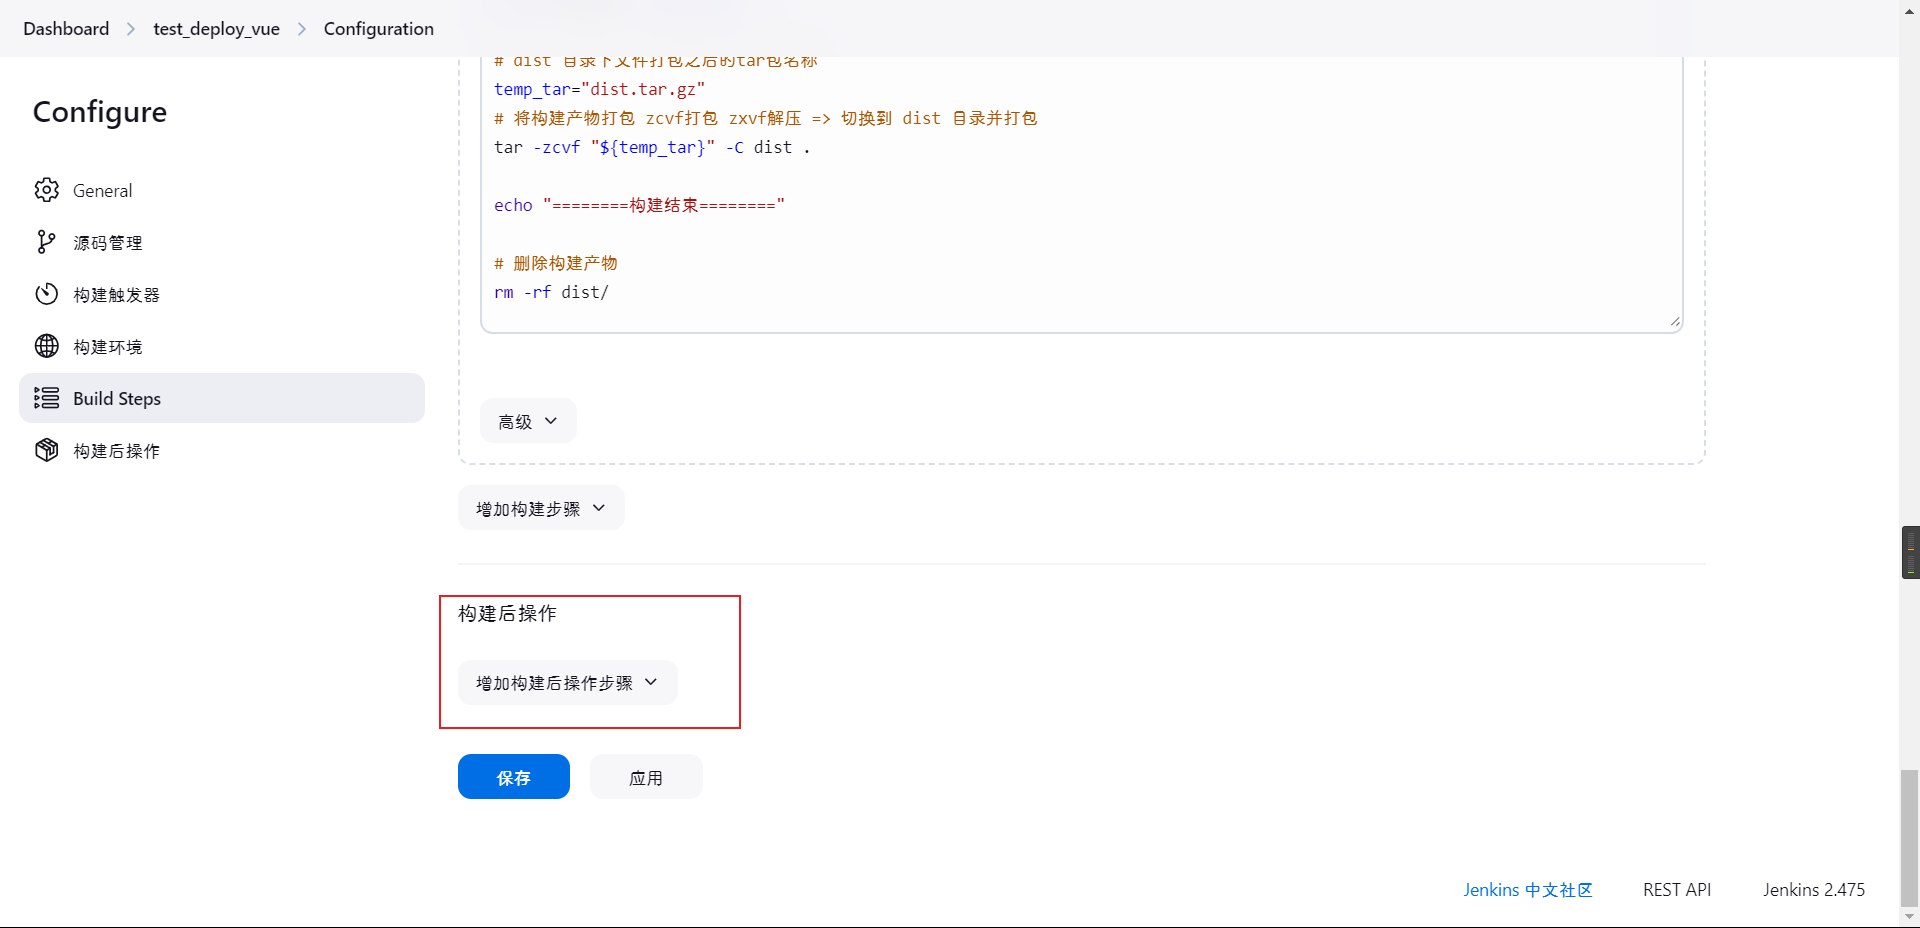 Dashboard > test_deploy_vue > Configuration
Configure
General
源码管理
构建触发器
构建环境
Build Steps
构建后操作
# dist 目录下文件打包之后的tar包名称
temp_tar="dist.tar.gz"
# 将构建产物打包 zcvf打包 zxvf解压 => 切换到 dist 目录并打包
tar -zcvf "${temp_tar}" -C dist .
echo "========构建结束========"
# 删除构建产物
rm -rf dist/
高级
增加构建步骤
构建后操作
增加构建后操作步骤
保存 应用
Jenkins 中文社区 REST API Jenkins 2.475